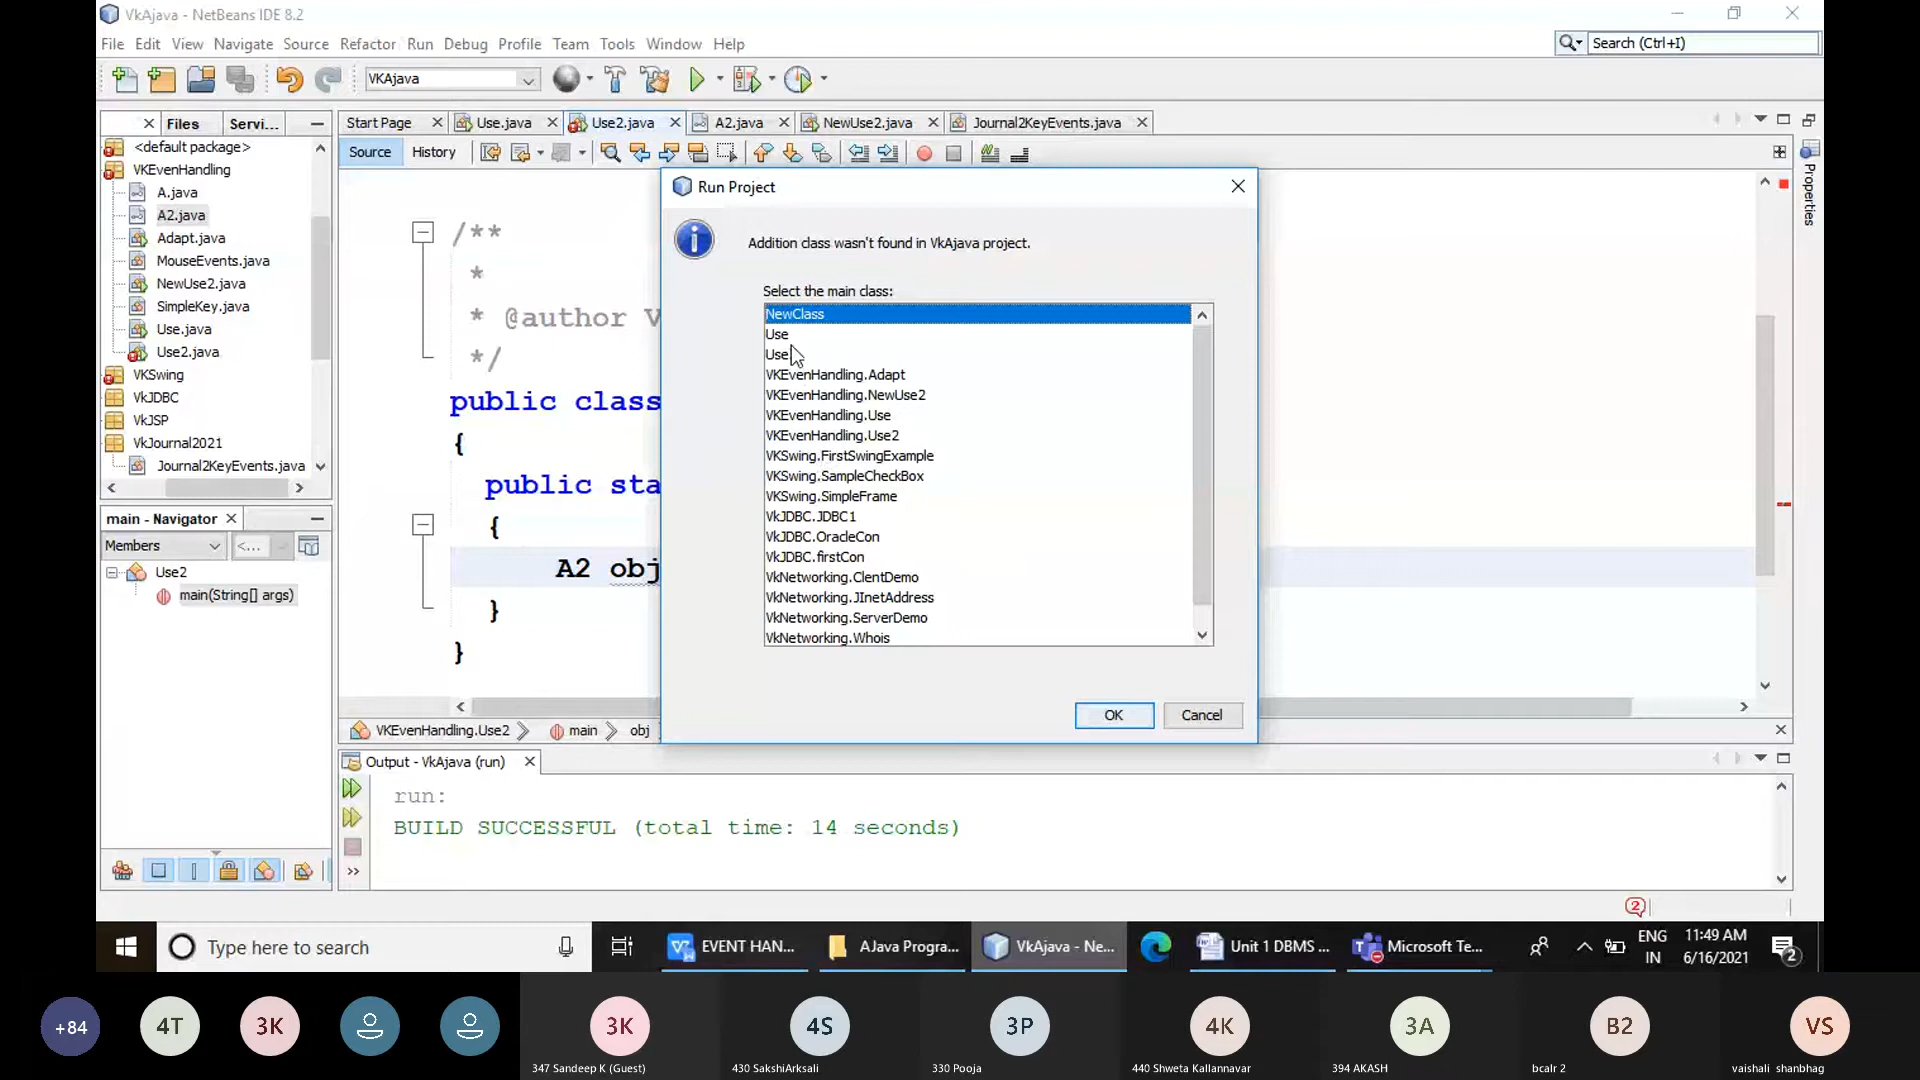 VkAjava - NetBeans IDE 8.2
File Edit View Navigate Source Refactor Run Debug Profile Team Tools Window Help
Search (Ctrl+I)
VKAjava
Files
Servi...
Start Page
Use.java
Use2.java
A2.java
NewUse2.java
Journal2KeyEvents.java
Source
History
<default package>
VKEvenHandling
A.java
A2.java
Adapt.java
MouseEvents.java
NewUse2.java
SimpleKey.java
Use.java
Use2.java
VKSwing
VkJDBC
VkJSP
VkJournal2021
Journal2KeyEvents.java
main - Navigator
Members
<...
Use2
main(String[] args)
/**
*
* @author V
*/
public class
{
public sta
{
A2 obj
}
}
Run Project
Addition class wasn't found in VkAjava project.
Select the main class:
NewClass
Use
Use
VKEvenHandling.Adapt
VKEvenHandling.NewUse2
VKEvenHandling.Use
VKEvenHandling.Use2
VKSwing.FirstSwingExample
VKSwing.SampleCheckBox
VKSwing.SimpleFrame
VkJDBC.JDBC1
VkJDBC.OracleCon
VkJDBC.firstCon
VkNetworking.ClentDemo
VkNetworking.JInetAddress
VkNetworking.ServerDemo
VkNetworking.Whois
OK
Cancel
Properties
VKEvenHandling.Use2
main
obj
Output - VkAjava (run)
run:
BUILD SUCCESSFUL (total time: 14 seconds)
2
Type here to search
EVENT HAN...
AJava Progra...
VkAjava - Ne...
Unit 1 DBMS ...
Microsoft Te...
ENG
IN
11:49 AM
6/16/2021
2
+84
4T
3K
3K
4S
3P
4K
3A
B2
VS
347 Sandeep K (Guest)
430 SakshiArksali
330 Pooja
440 Shweta Kallannavar
394 AKASH
bcalr 2
vaishali shanbhag